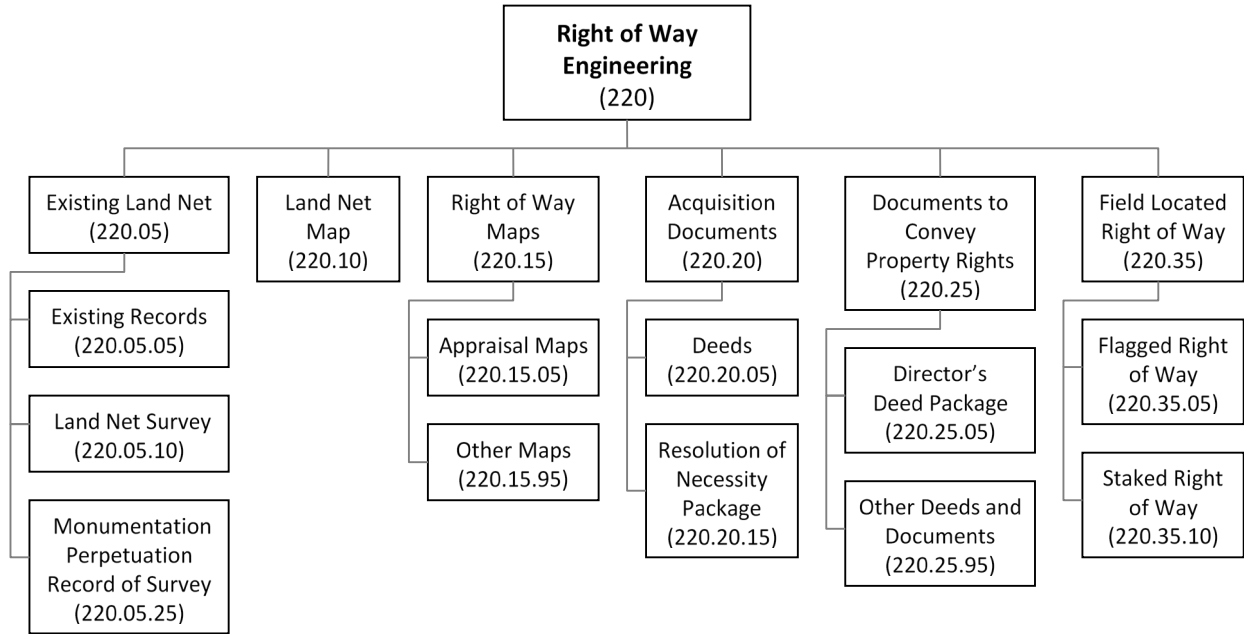 Right of Way
Engineering
(220)
Existing Land Net
(220.05)
Existing Records
(220.05.05)
Land Net Survey
(220.05.10)
Monumentation
Perpetuation
Record of Survey
(220.05.25)
Land Net
Map
(220.10)
Right of Way
Maps
(220.15)
Appraisal Maps
(220.15.05)
Other Maps
(220.15.95)
Acquisition
Documents
(220.20)
Deeds
(220.20.05)
Resolution of
Necessity
Package
(220.20.15)
Documents to
Convey
Property Rights
(220.25)
Director’s
Deed Package
(220.25.05)
Other Deeds and
Documents
(220.25.95)
Field Located
Right of Way
(220.35)
Flagged Right
of Way
(220.35.05)
Staked Right
of Way
(220.35.10)